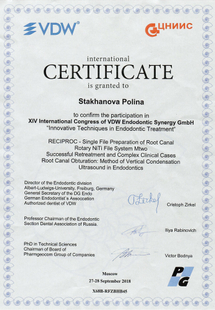 VDW
ЦНИИС
international
CERTIFICATE
is granted to
Stakhanova Polina
to confirm the participation in
XIV International Congress of VDW Endodontic Synergy GmbH
"Innovative Techniques in Endodontic Treatment"
RECIPROC - Single File Preparation of Root Canal
Rotary NiTi File System Mtwo
Successful Retreatment and Complex Clinical Cases
Root Canal Obturation: Method of Vertical Condensation
Ultrasound in Endodontics
Director of the Endodontic division
Albert-Ludwigs-University, Freiburg, Germany
General Secretary of the DG Endo
German Endodontist's Association
Authorised dentist of VDW
Cristoph Zirkel
Professor Chairman of the Endodontic
Section Dental Association of Russia
Ilya Rabinovich
PhD in Technical Sciences
Chairman of Board of
Pharmgeocom Group of Companies
Victor Bodnya
Moscow
27-28 September 2018